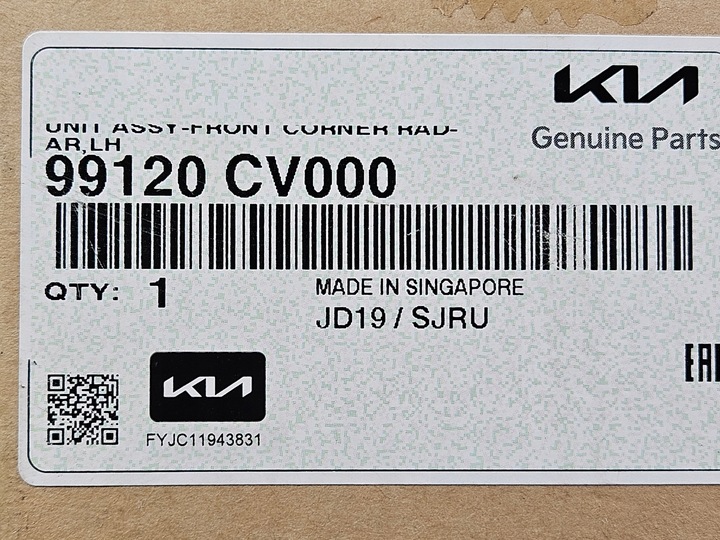 KIA
Genuine Parts
UNIT ASSY-FRONT CORNER RAD-
AR,LH
99120 CV000
QTY: 1
MADE IN SINGAPORE
JD19 / SJRU
EAC
KIA
FYJC11943831